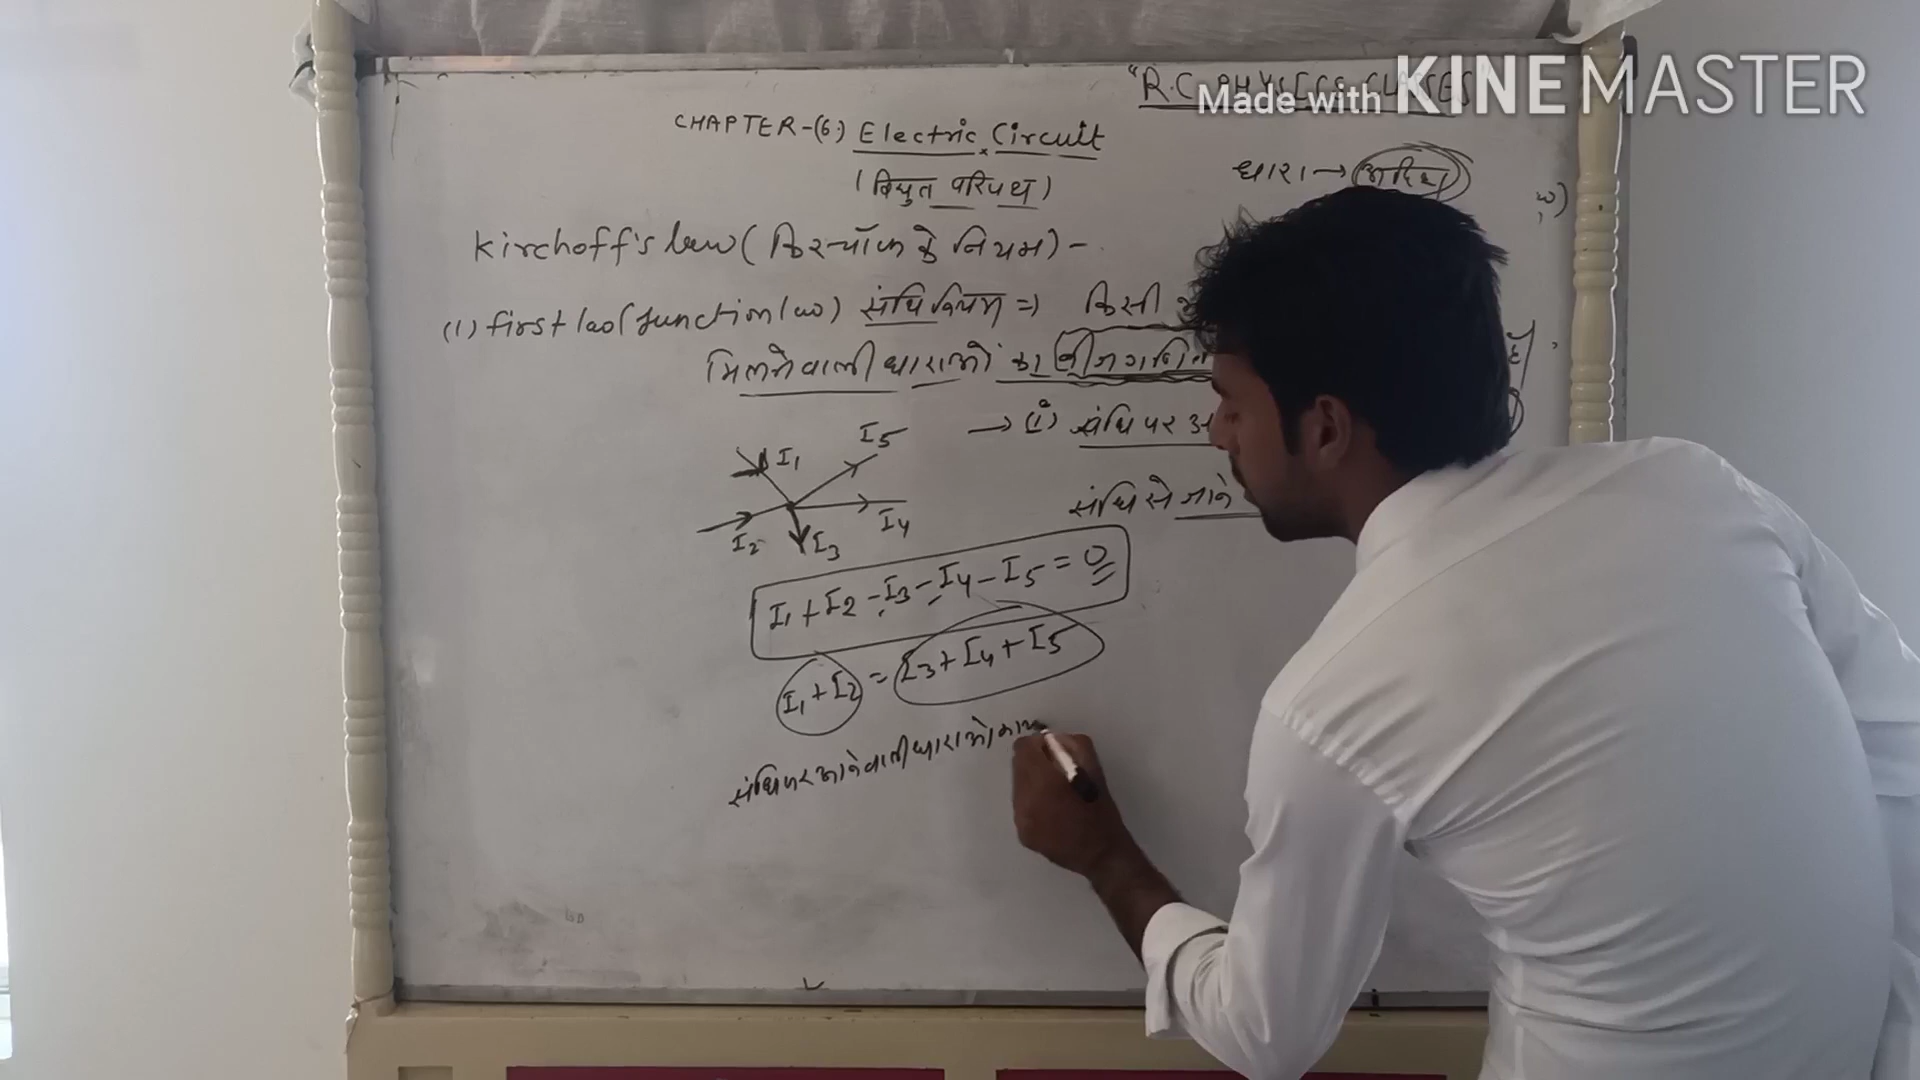 "R.C. PHYSICS CLASSES"
Made with KINEMASTER
CHAPTER-(6.) Electric Circuit
(विद्युत परिपथ)
धारा → अदिश
Kirchoff's law (किरचॉफ के नियम) -
(1) first law (Junction law) संधि नियम ⇒ किसी
मिलने वाली धाराओं का बीजगणित
→ (i) संधि पर
संधि से जाने
I1
I5
I2
I3
I4
I1 + I2 - I3 - I4 - I5 = 0
I1 + I2 = I3 + I4 + I5
संधि पर आने वाली धाराओं का